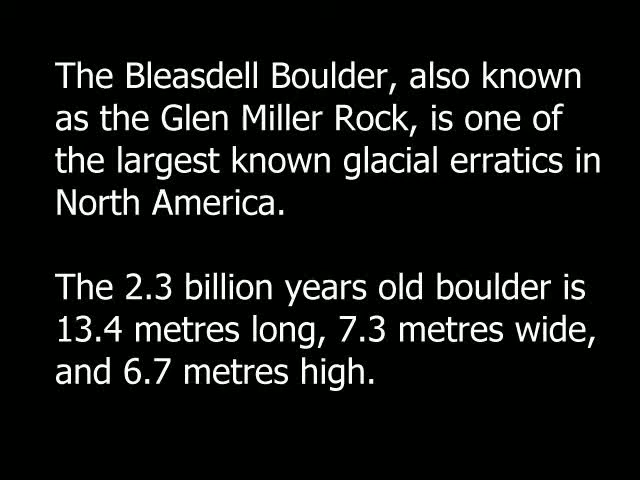 The Bleasdell Boulder, also known
as the Glen Miller Rock, is one of
the largest known glacial erratics in
North America.
The 2.3 billion years old boulder is
13.4 metres long, 7.3 metres wide,
and 6.7 metres high.